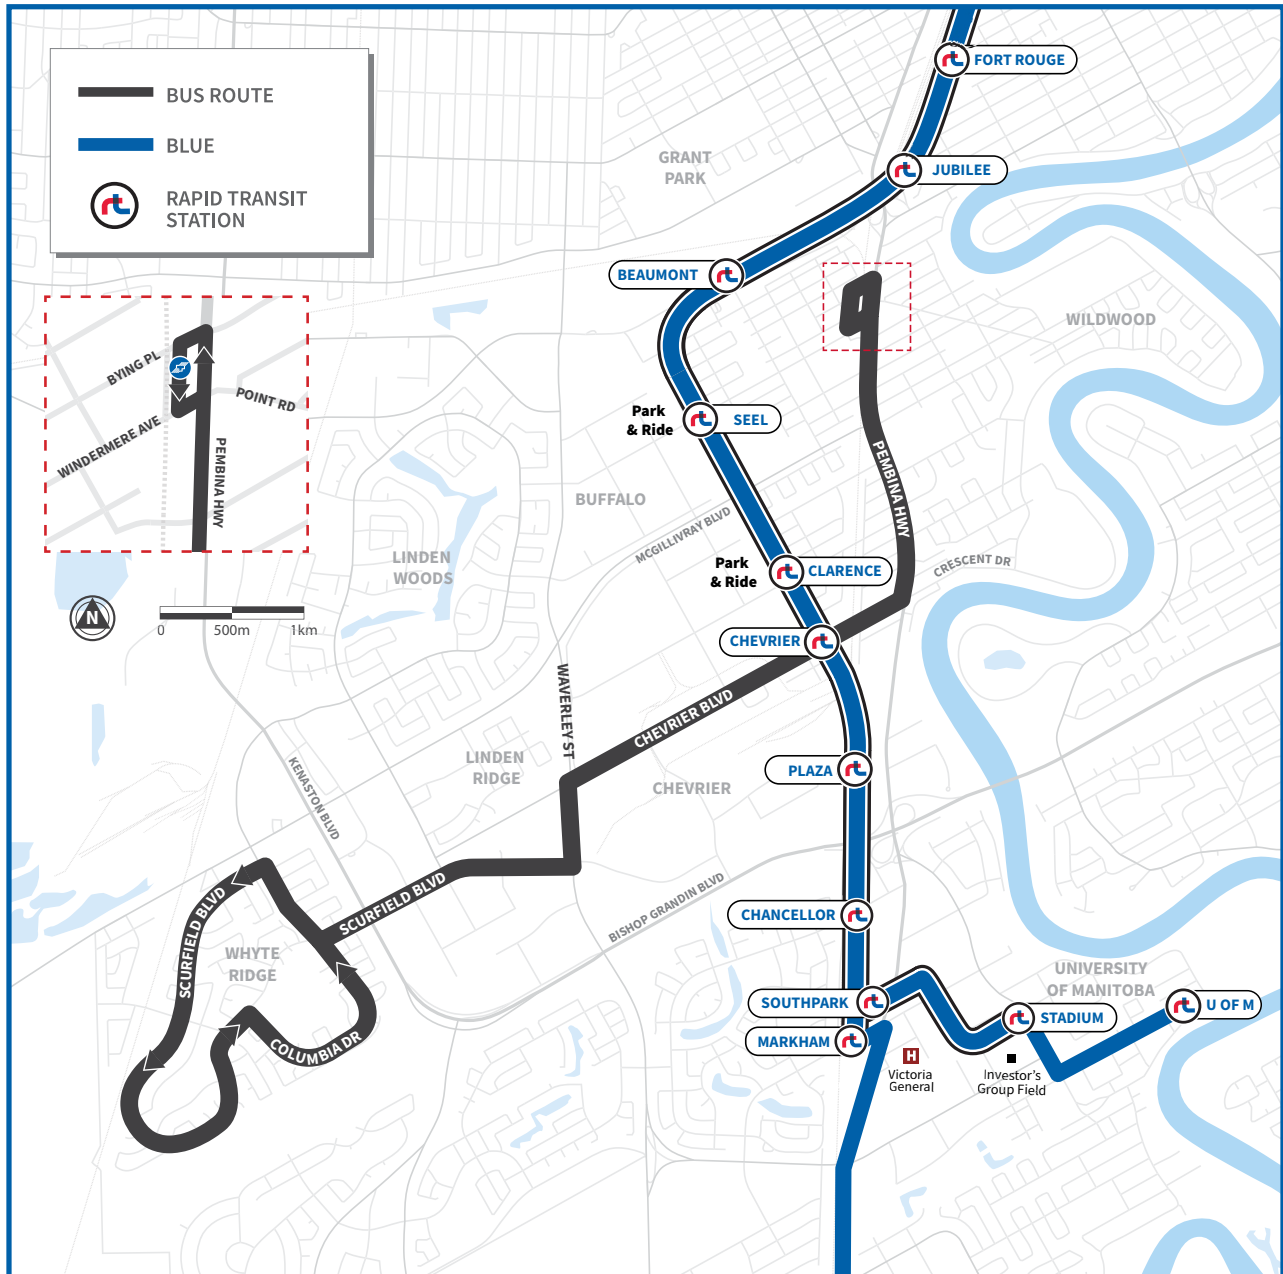 BUS ROUTE
BLUE
RAPID TRANSIT
STATION
FORT ROUGE
JUBILEE
GRANT
PARK
BEAUMONT
WILDWOOD
BYING PL
POINT RD
WINDERMERE AVE
PEMBINA HWY
Park
& Ride
SEEL
PEMBINA HWY
BUFFALO
MCGILLIVRAY BLVD
LINDEN
WOODS
Park
& Ride
CLARENCE
CRESCENT DR
N
0 500m 1km
CHEVRIER
WAVERLEY ST
CHEVRIER BLVD
LINDEN
RIDGE
PLAZA
CHEVRIER
KENASTON BLVD
SCURFIELD BLVD
SCURFIELD BLVD
BISHOP GRANDIN BLVD
CHANCELLOR
WHYTE
RIDGE
UNIVERSITY
OF MANITOBA
SOUTHPARK
U OF M
STADIUM
MARKHAM
COLUMBIA DR
H
Victoria
General
Investor's
Group Field